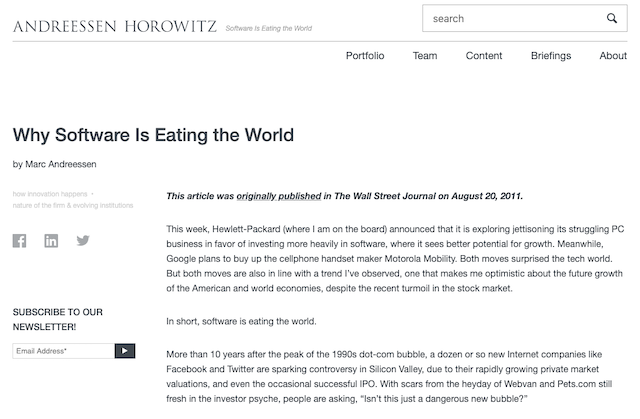 ANDREESSEN HOROWITZ Software Is Eating the World
search
Portfolio Team Content Briefings About
Why Software Is Eating the World
by Marc Andreessen
how innovation happens •
nature of the firm & evolving institutions
This article was originally published in The Wall Street Journal on August 20, 2011.
This week, Hewlett-Packard (where I am on the board) announced that it is exploring jettisoning its struggling PC
business in favor of investing more heavily in software, where it sees better potential for growth. Meanwhile,
Google plans to buy up the cellphone handset maker Motorola Mobility. Both moves surprised the tech world.
But both moves are also in line with a trend I've observed, one that makes me optimistic about the future growth
of the American and world economies, despite the recent turmoil in the stock market.
SUBSCRIBE TO OUR
NEWSLETTER!
Email Address*
In short, software is eating the world.
More than 10 years after the peak of the 1990s dot-com bubble, a dozen or so new Internet companies like
Facebook and Twitter are sparking controversy in Silicon Valley, due to their rapidly growing private market
valuations, and even the occasional successful IPO. With scars from the heyday of Webvan and Pets.com still
fresh in the investor psyche, people are asking, "Isn't this just a dangerous new bubble?"